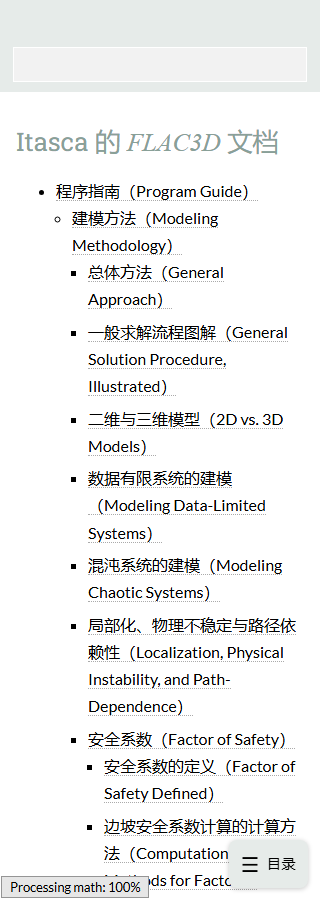 Itasca 的 FLAC3D 文档
程序指南（Program Guide）
建模方法（Modeling
Methodology）
总体方法（General
Approach）
一般求解流程图解（General
Solution Procedure,
Illustrated）
二维与三维模型（2D vs. 3D
Models）
数据有限系统的建模
（Modeling Data-Limited
Systems）
混沌系统的建模（Modeling
Chaotic Systems）
局部化、物理不稳定与路径依
赖性（Localization, Physical
Instability, and Path-
Dependence）
安全系数（Factor of Safety）
安全系数的定义（Factor of
Safety Defined）
边坡安全系数计算的计算方
法（Computation
for
☰ 目录
Processing math: 100%